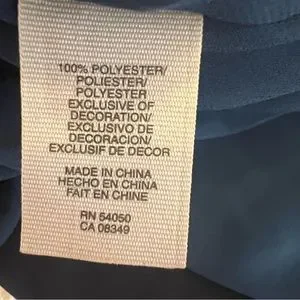 100% POLYESTER/
POLIESTER/
POLYESTER
EXCLUSIVE OF
DECORATION/
EXCLUSIVO DE
DECORACION/
EXCLUSIF DE DECOR
MADE IN CHINA
HECHO EN CHINA
FAIT EN CHINE
RN 54050
CA 08349